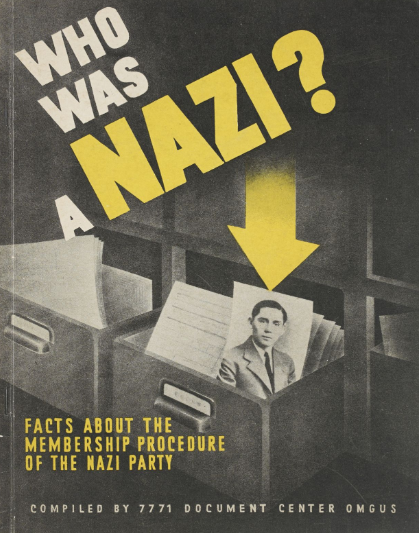 WHO
WAS
A NAZI?
FACTS ABOUT THE
MEMBERSHIP PROCEDURE
OF THE NAZI PARTY
COMPILED BY 7771 DOCUMENT CENTER OMGUS